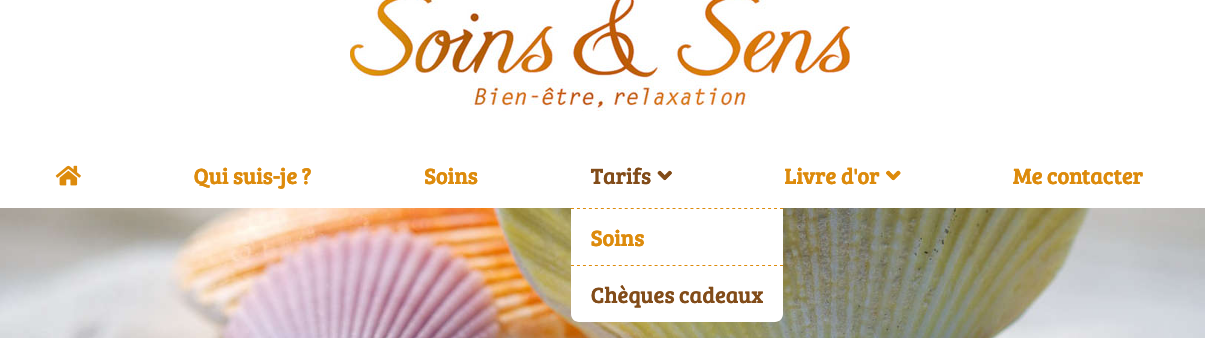 Soins & Sens
Bien-être, relaxation
Qui suis-je ? Soins Tarifs Livre d'or Me contacter
Soins
Chèques cadeaux